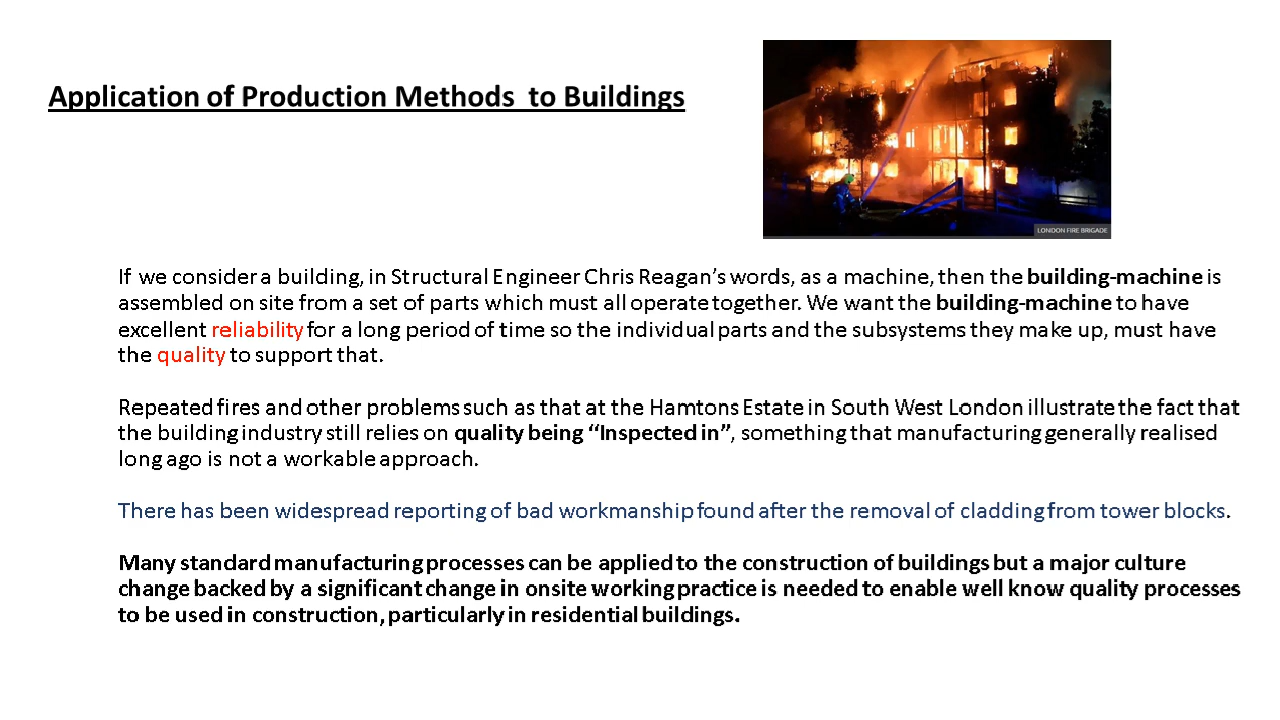 Application of Production Methods  to Buildings
LONDON FIRE BRIGADE
If we consider a building, in Structural Engineer Chris Reagan’s words, as a machine, then the building-machine is
assembled on site from a set of parts which must all operate together. We want the building-machine to have
excellent reliability for a long period of time so the individual parts and the subsystems they make up, must have
the quality to support that.
Repeated fires and other problems such as that at the Hamtons Estate in South West London illustrate the fact that
the building industry still relies on quality being “Inspected in”, something that manufacturing generally realised
long ago is not a workable approach.
There has been widespread reporting of bad workmanship found after the removal of cladding from tower blocks.
Many standard manufacturing processes can be applied to the construction of buildings but a major culture
change backed by a significant change in onsite working practice is needed to enable well know quality processes
to be used in construction, particularly in residential buildings.